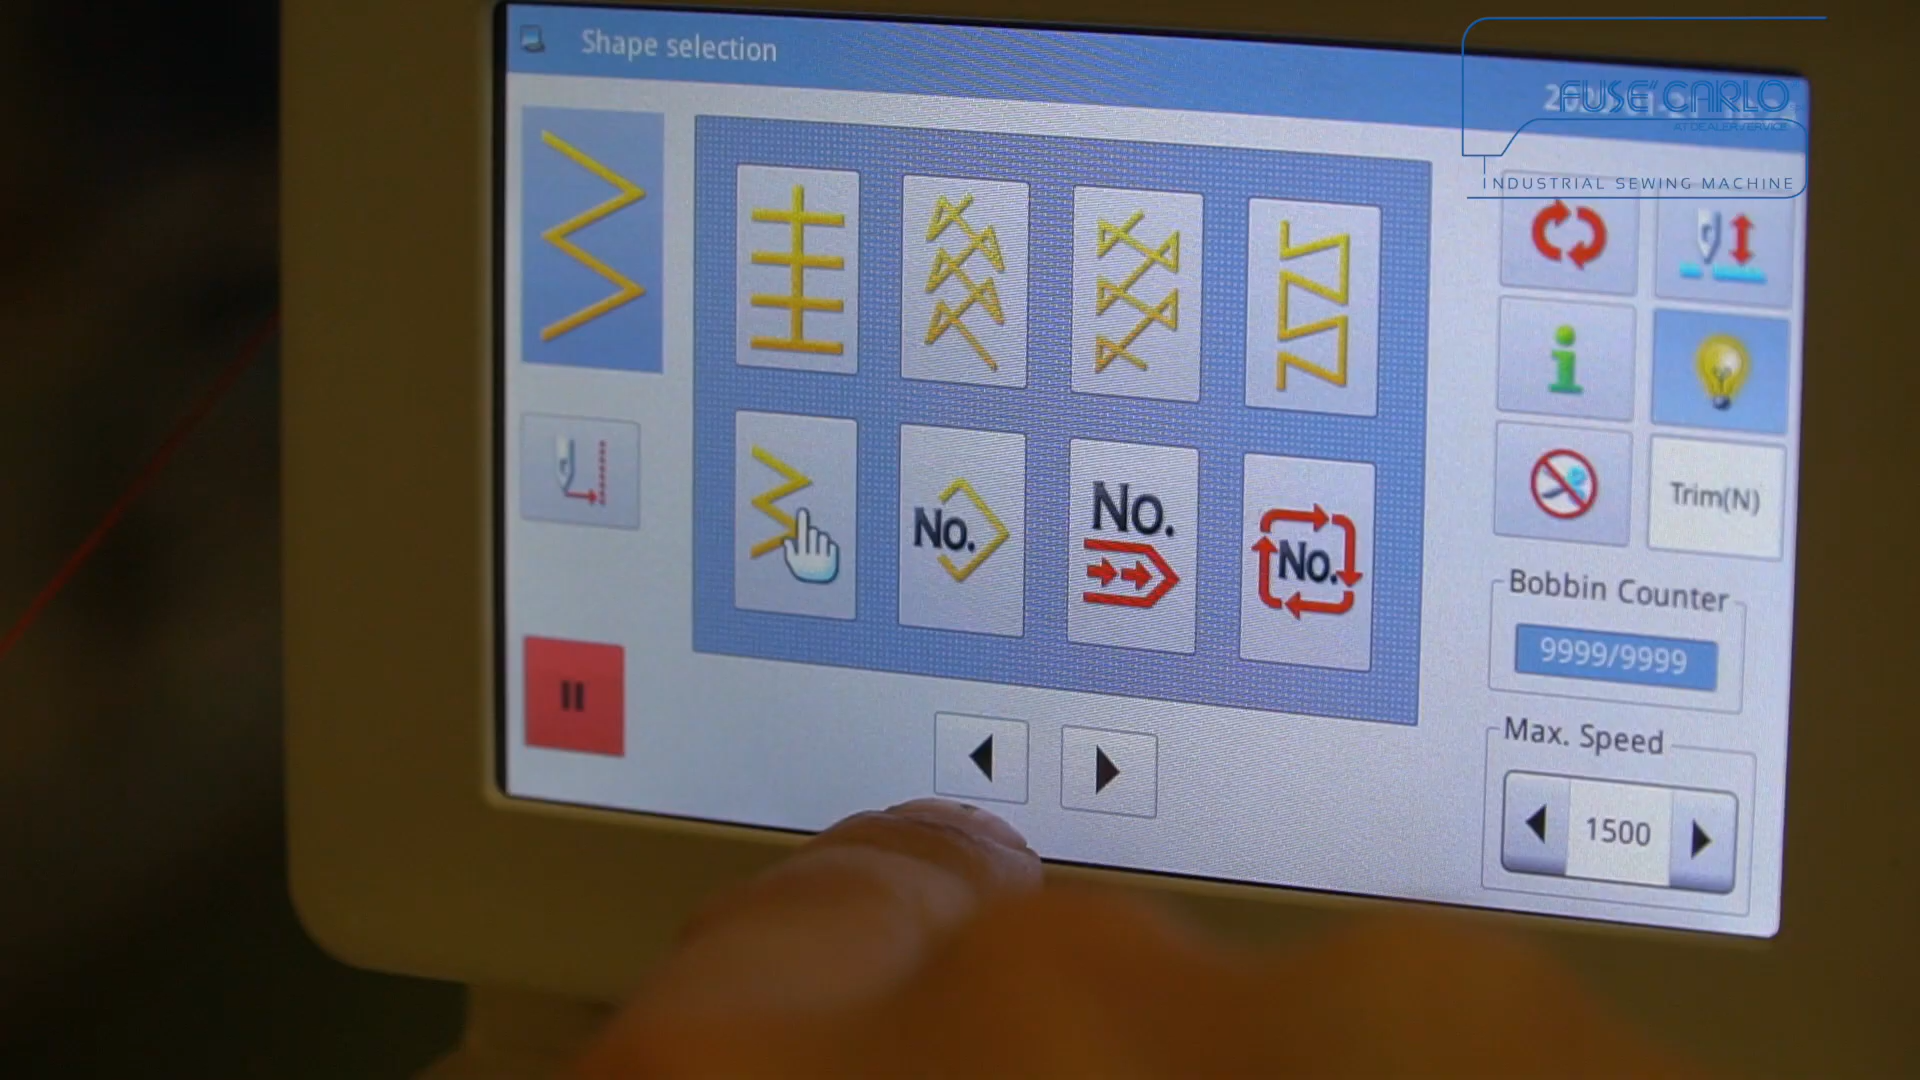 Shape selection
FUSE' CARLO
INDUSTRIAL SEWING MACHINE
No.
No.
No.
Trim(N)
Bobbin Counter
9999/9999
Max. Speed
1500